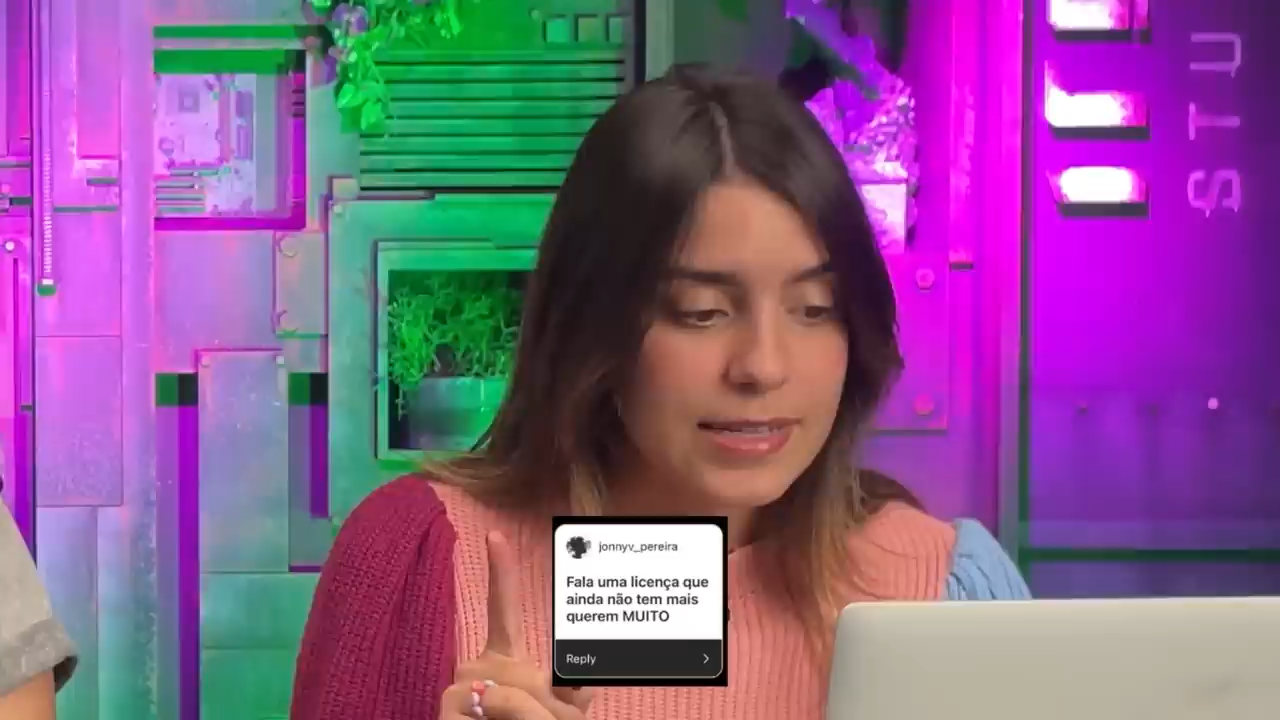 STU
jonnyv_pereira
Fala uma licença que
ainda não tem mais
querem MUITO
Reply